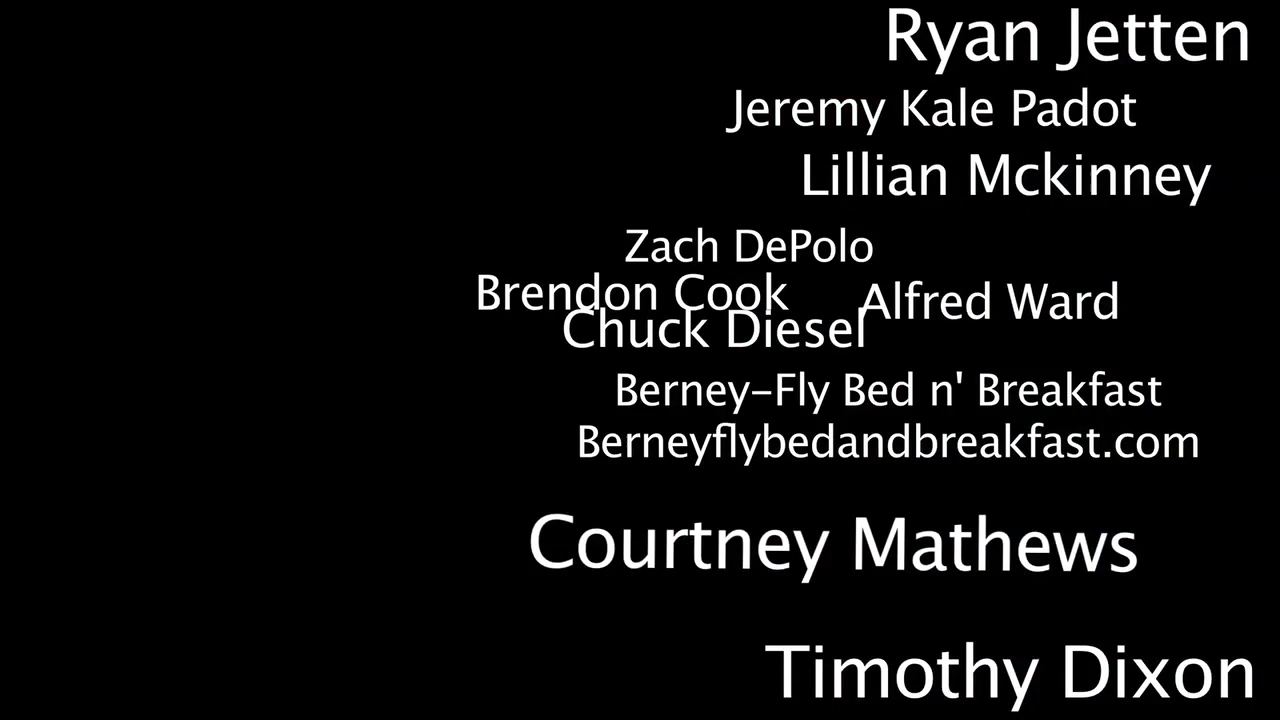 Ryan Jetten
Jeremy Kale Padot
Lillian Mckinney
Zach DePolo
Brendon Cook
Alfred Ward
Chuck Diesel
Berney-Fly Bed n' Breakfast
Berneyflybedandbreakfast.com
Courtney Mathews
Timothy Dixon